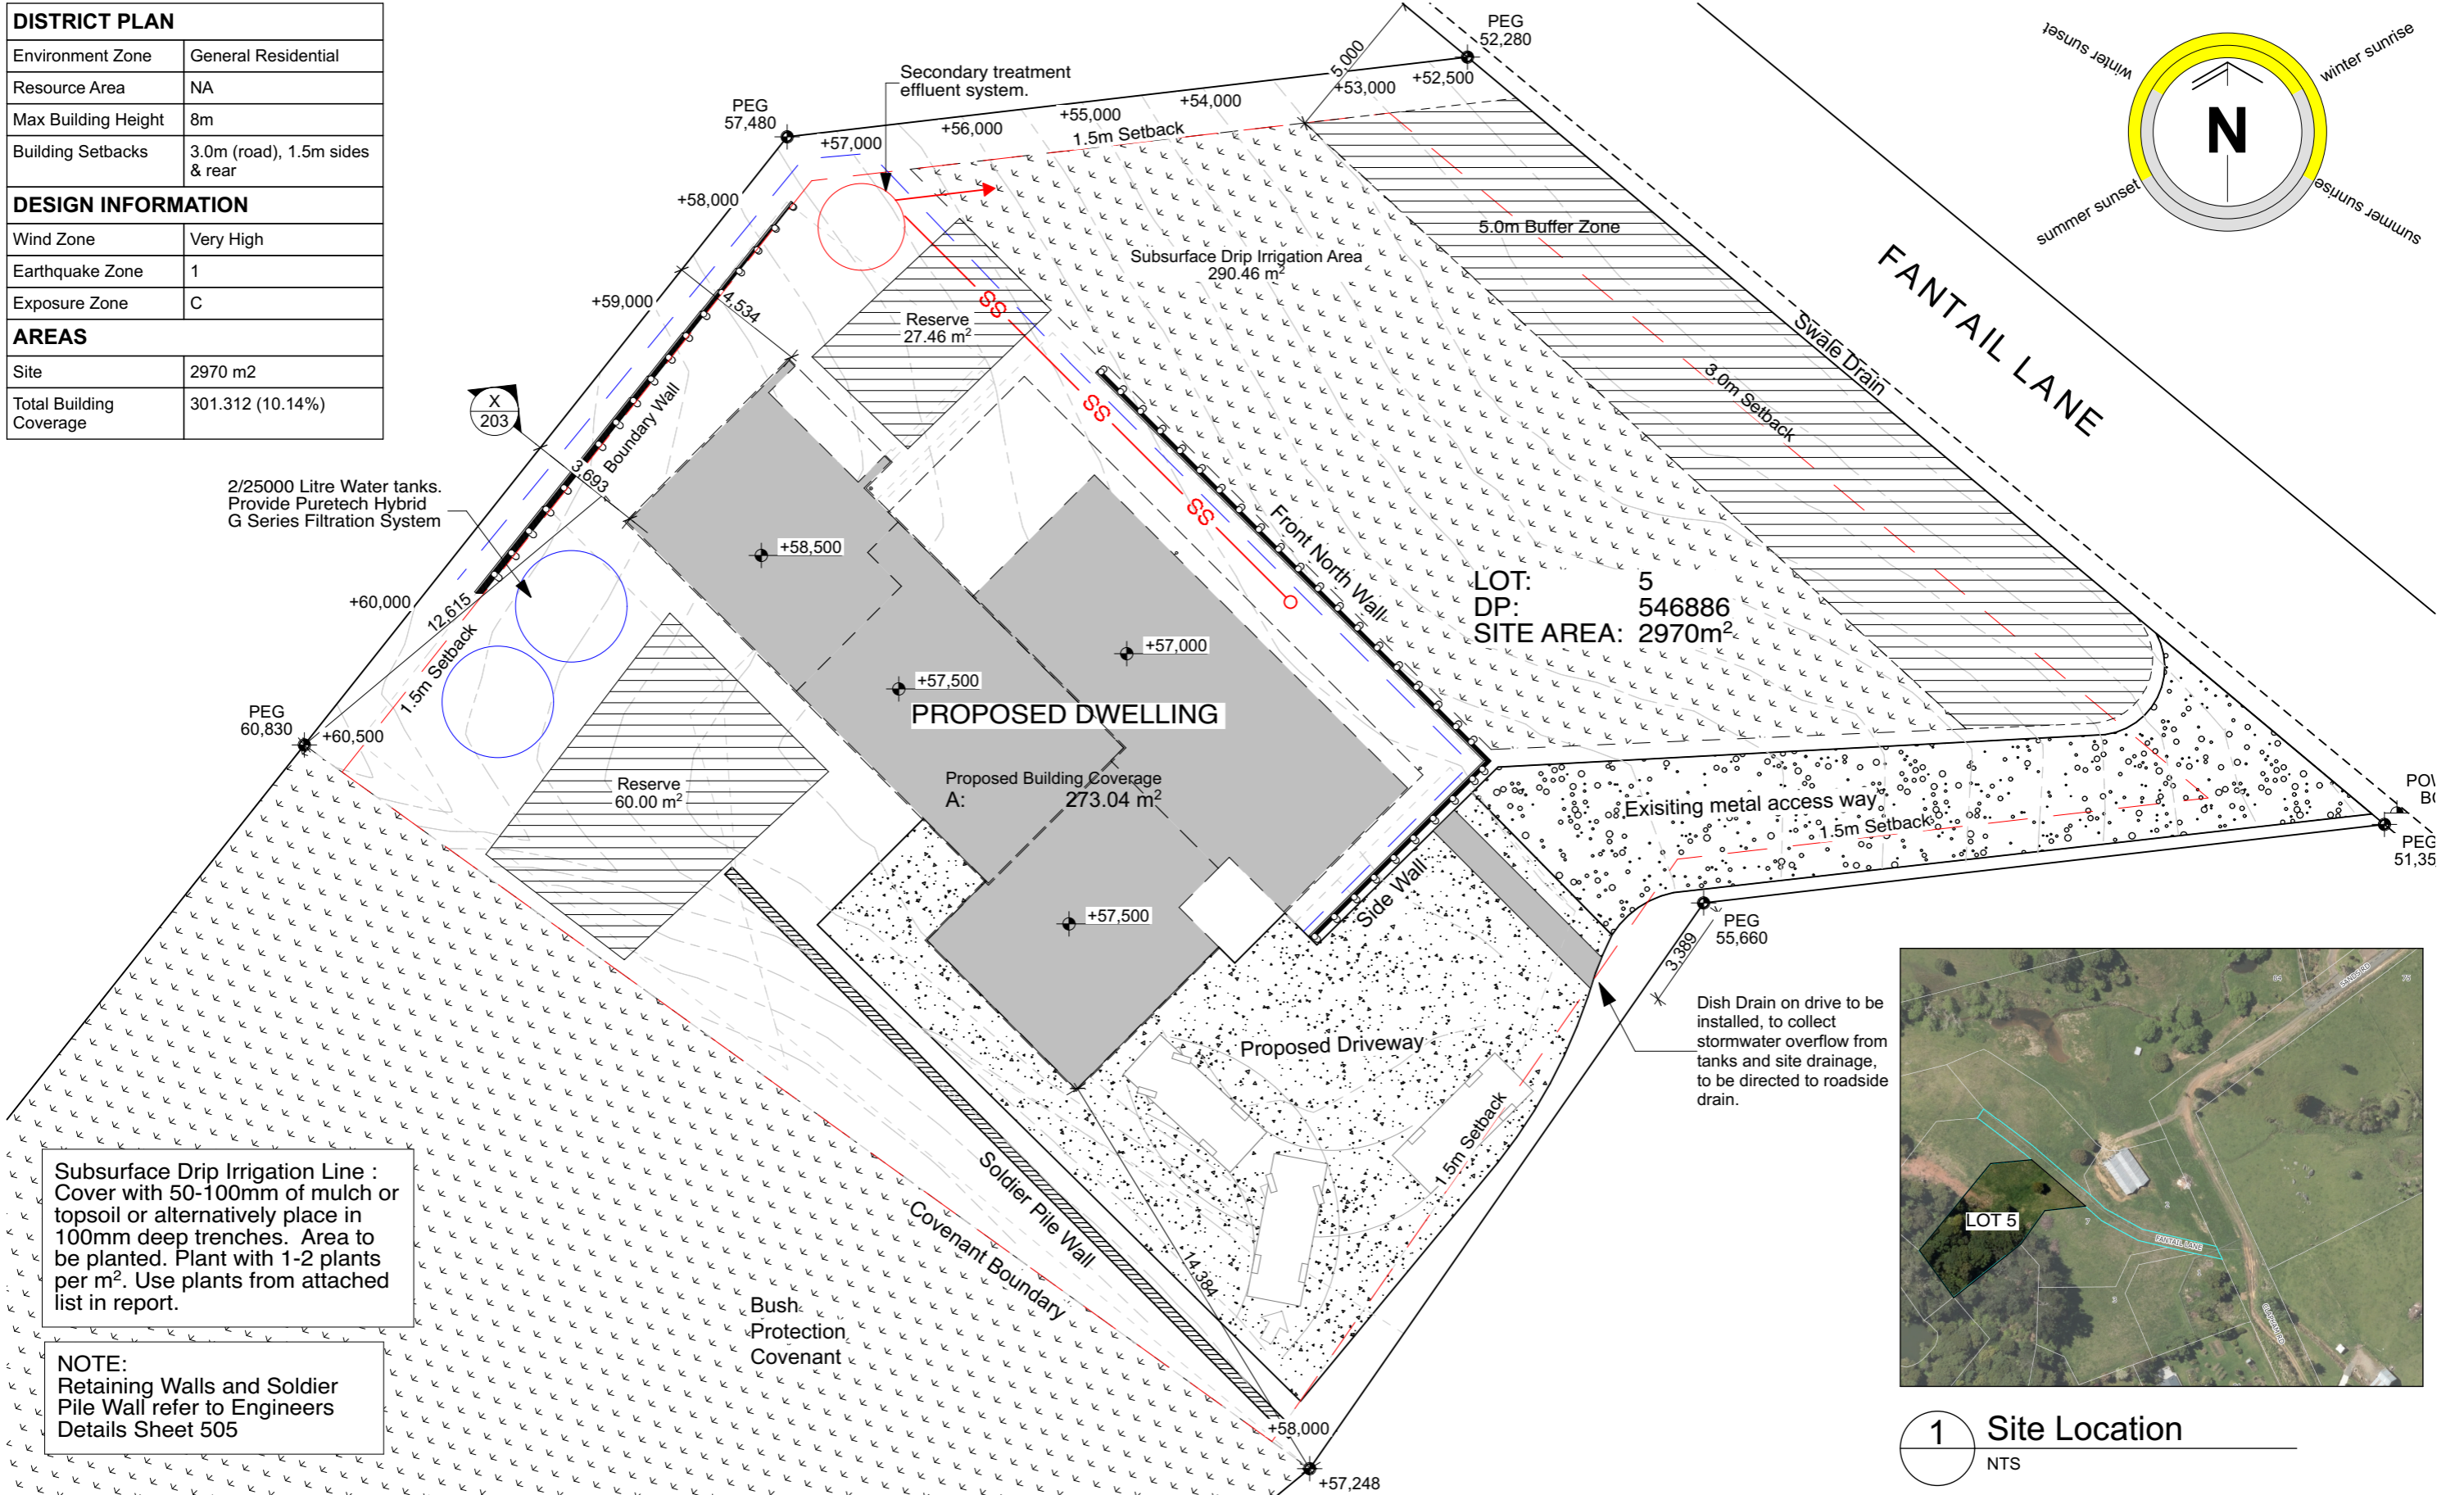 DISTRICT PLAN
Environment Zone General Residential
Resource Area NA
Max Building Height 8m
Building Setbacks 3.0m (road), 1.5m sides
& rear
DESIGN INFORMATION
Wind Zone Very High
Earthquake Zone 1
Exposure Zone C
AREAS
Site 2970 m2
Total Building 301.312 (10.14%)
Coverage
Secondary treatment
effluent system.
PEG
57,480
PEG
52,280
5,000
+52,500
+53,000
+54,000
+55,000
+56,000
+57,000
+58,000
+59,000
+60,000
+60,500
1.5m Setback
winter sunset
winter sunrise
summer sunset
summer sunrise
N
FANTAIL LANE
Swale Drain
5.0m Buffer Zone
3.0m Setback
Subsurface Drip Irrigation Area
290.46 m²
Reserve
27.46 m²
4,534
SS
SS
SS
X
203
3,693
Boundary Wall
2/25000 Litre Water tanks.
Provide Puretech Hybrid
G Series Filtration System
12,615
1.5m Setback
PEG
60,830
+58,500
+57,500
+57,000
PROPOSED DWELLING
Proposed Building Coverage
A: 273.04 m²
+57,500
Front North Wall
LOT: 5
DP: 546886
SITE AREA: 2970m²
Reserve
60.00 m²
Exisiting metal access way
1.5m Setback
PEG
51,35
Side Wall
PEG
55,660
3,389
Dish Drain on drive to be
installed, to collect
stormwater overflow from
tanks and site drainage,
to be directed to roadside
drain.
Proposed Driveway
1.5m Setback
Soldier Pile Wall
Covenant Boundary
14,384
Bush
Protection
Covenant
+58,000
+57,248
Subsurface Drip Irrigation Line :
Cover with 50-100mm of mulch or
topsoil or alternatively place in
100mm deep trenches. Area to
be planted. Plant with 1-2 plants
per m². Use plants from attached
list in report.
NOTE:
Retaining Walls and Soldier
Pile Wall refer to Engineers
Details Sheet 505
LOT 5
FANTAIL LANE
1 Site Location
NTS